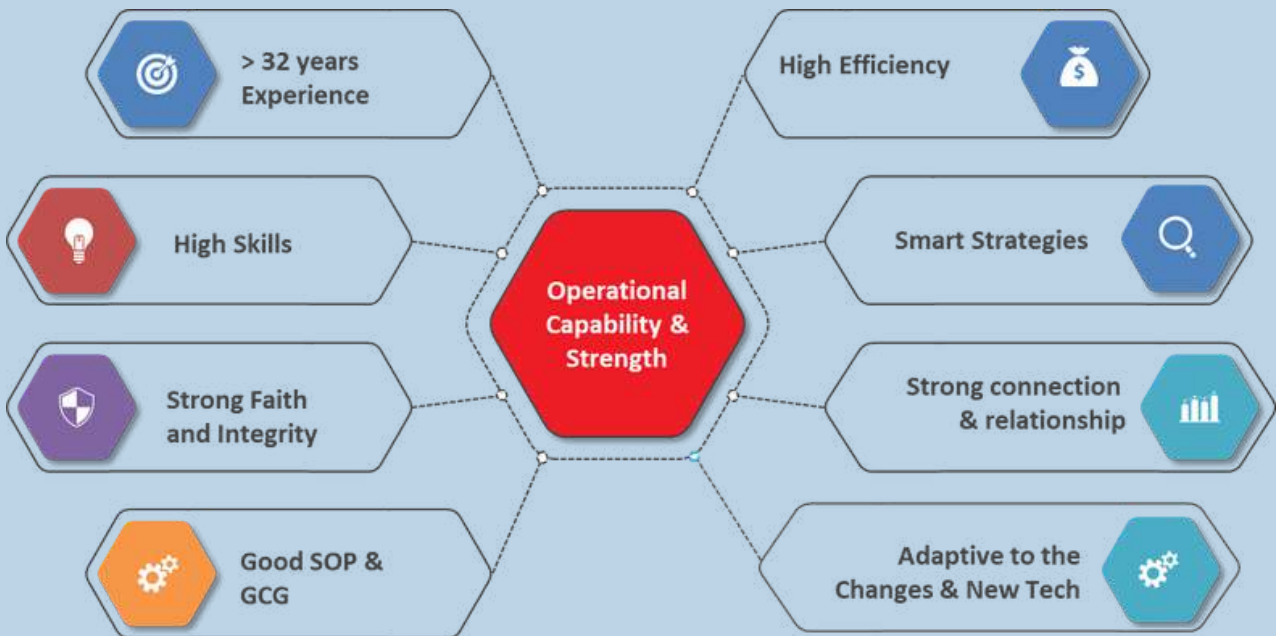 > 32 years
Experience
High Skills
Strong Faith
and Integrity
Good SOP &
GCG
Operational
Capability &
Strength
High Efficiency
$
Smart Strategies
Strong connection
& relationship
Adaptive to the
Changes & New Tech